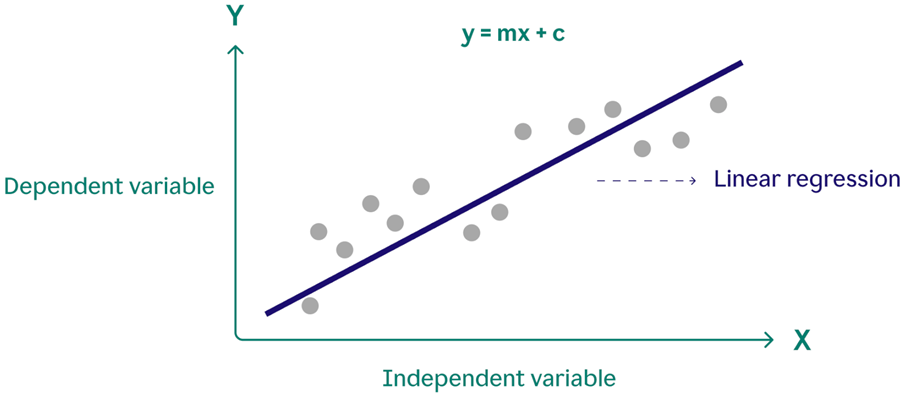 Y
y = mx + c
Dependent variable
Linear regression
X
Independent variable